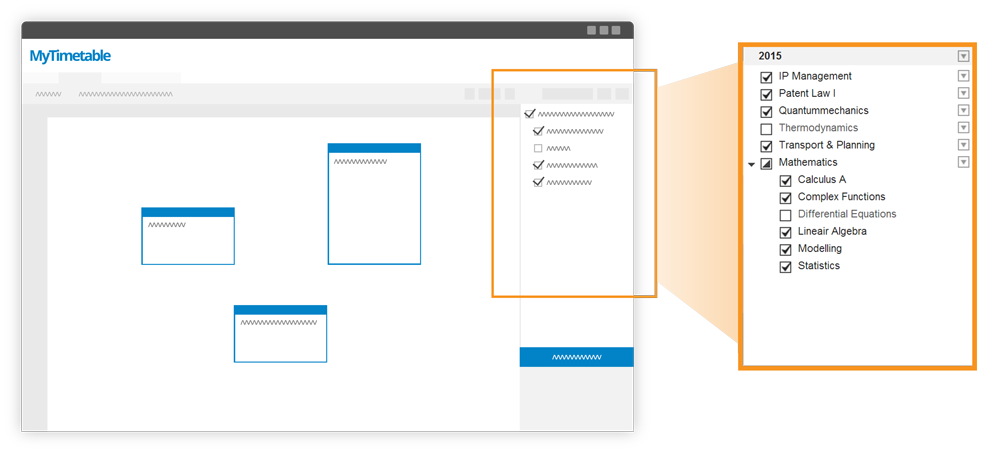 MyTimetable
2015
IP Management
Patent Law I
Quantummechanics
Thermodynamics
Transport & Planning
Mathematics
Calculus A
Complex Functions
Differential Equations
Lineair Algebra
Modelling
Statistics